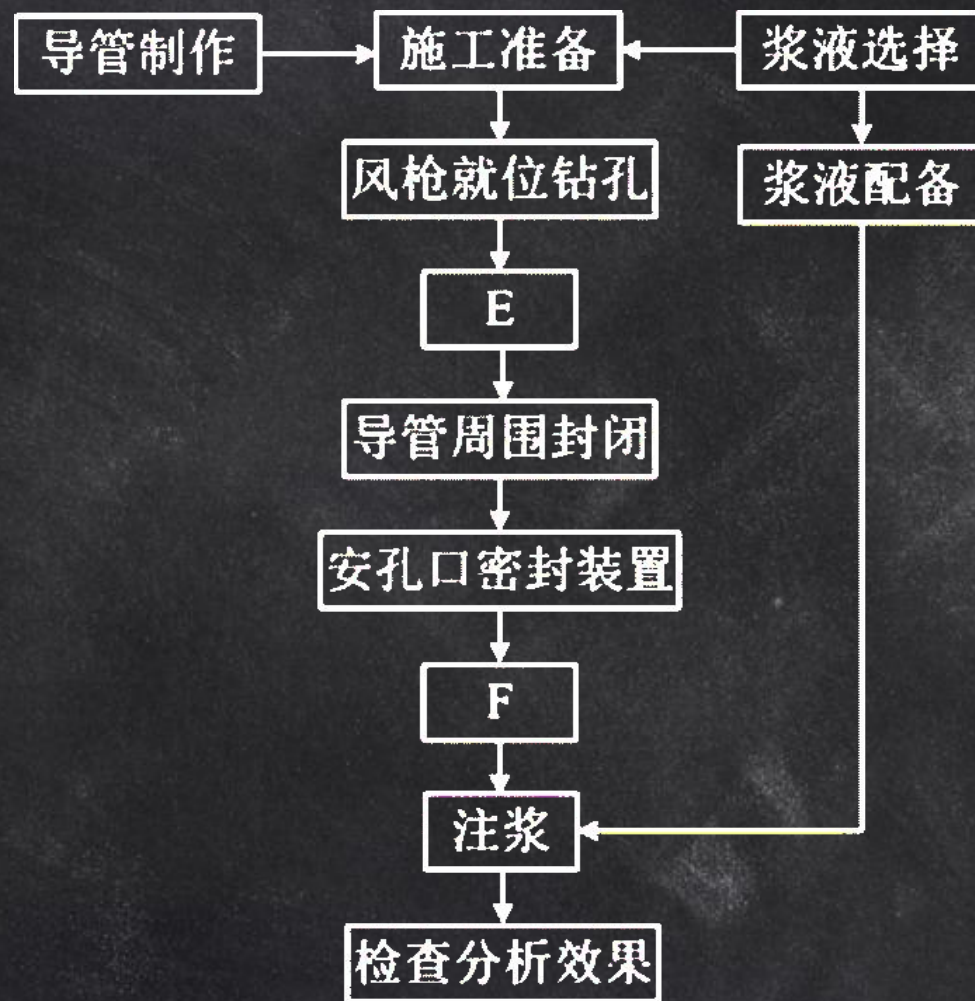 导管制作
施工准备
浆液选择
风枪就位钻孔
浆液配备
E
导管周围封闭
安孔口密封装置
F
注浆
检查分析效果